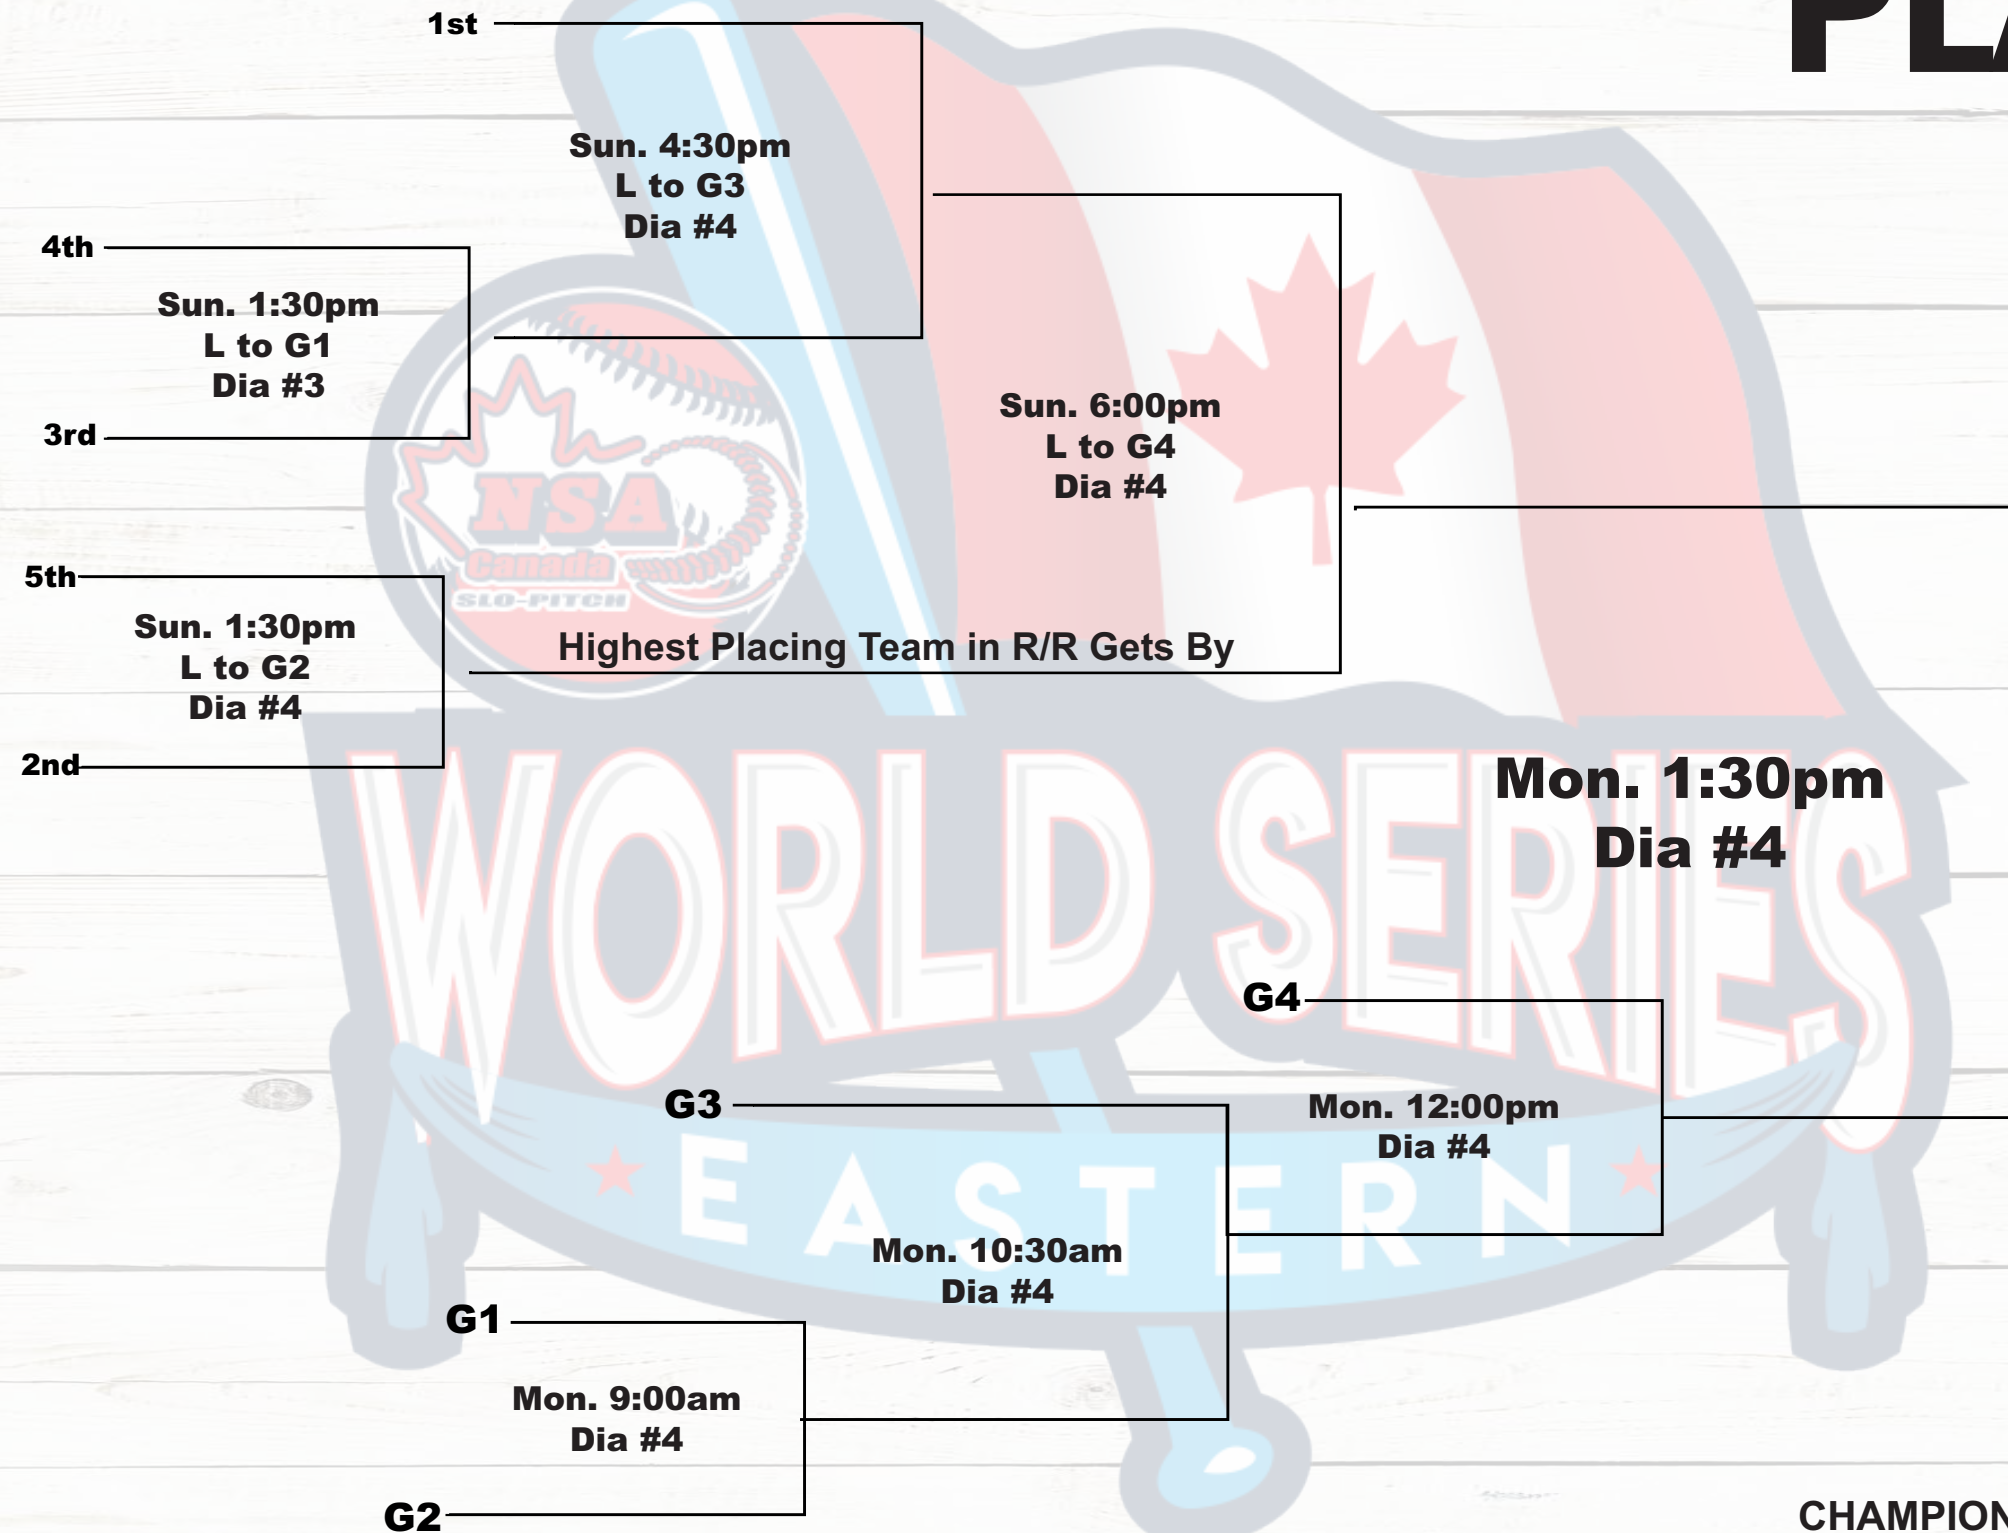 PLA
1st
Sun. 4:30pm
L to G3
Dia #4
4th
Sun. 1:30pm
L to G1
Dia #3
3rd
Sun. 6:00pm
L to G4
Dia #4
NSA
Canada
SLO-PITCH
5th
Sun. 1:30pm
L to G2
Dia #4
2nd
Highest Placing Team in R/R Gets By
WORLD SERIES
Mon. 1:30pm
Dia #4
G4
G3
Mon. 12:00pm
Dia #4
EASTERN
Mon. 10:30am
Dia #4
G1
Mon. 9:00am
Dia #4
G2
CHAMPION